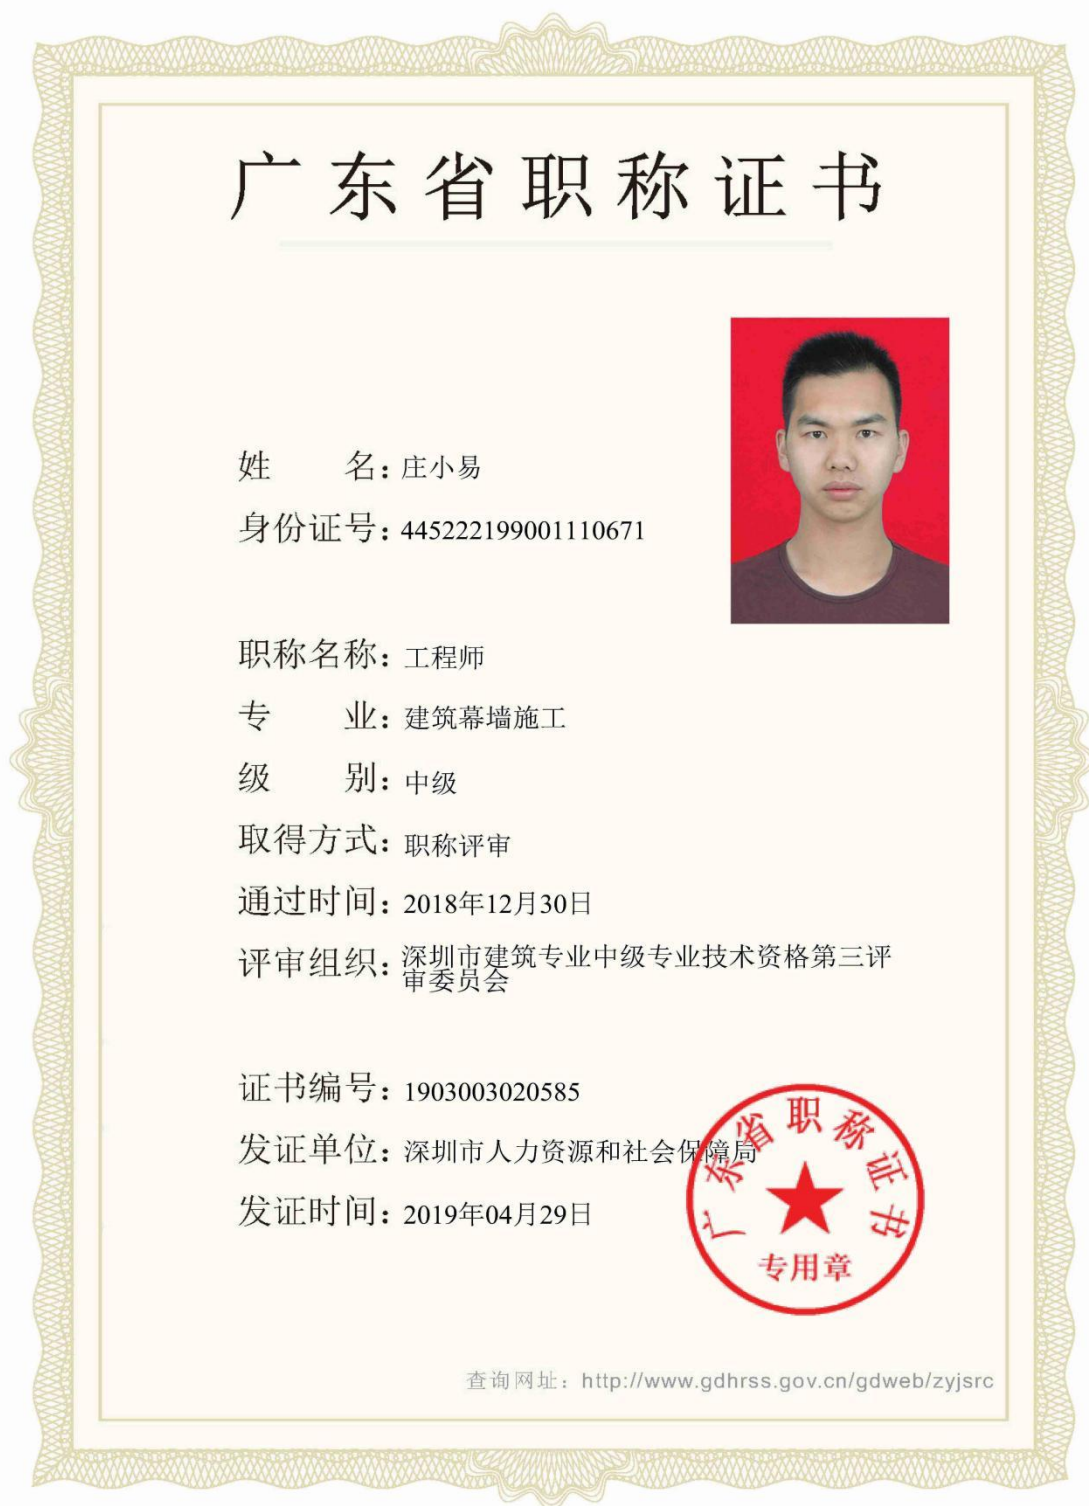 广东省职称证书
姓 名：庄小易
身份证号：445222199001110671
职称名称：工程师
专 业：建筑幕墙施工
级 别：中级
取得方式：职称评审
通过时间：2018年12月30日
评审组织：深圳市建筑专业中级专业技术资格第三评
审委员会
证书编号：1903003020585
发证单位：深圳市人力资源和社会保障局
发证时间：2019年04月29日
广东省职称证书
专用章
查询网址：http://www.gdhrss.gov.cn/gdweb/zyjsrc